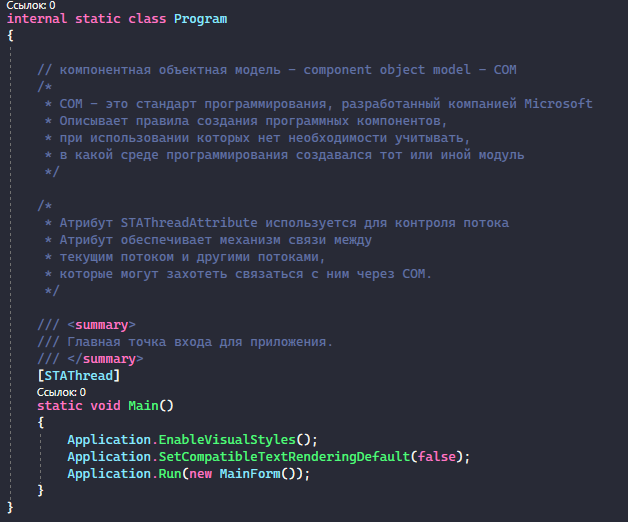 Ссылок: 0
internal static class Program
{
// компонентная объектная модель - component object model - COM
/*
* COM - это стандарт программирования, разработанный компанией Microsoft
* Описывает правила создания программных компонентов,
* при использовании которых нет необходимости учитывать,
* в какой среде программирования создавался тот или иной модуль
*/
/*
* Атрибут STAThreadAttribute используется для контроля потока
* Атрибут обеспечивает механизм связи между
* текущим потоком и другими потоками,
* которые могут захотеть связаться с ним через COM.
*/
/// <summary>
/// Главная точка входа для приложения.
/// </summary>
[STAThread]
Ссылок: 0
static void Main()
{
Application.EnableVisualStyles();
Application.SetCompatibleTextRenderingDefault(false);
Application.Run(new MainForm());
}
}